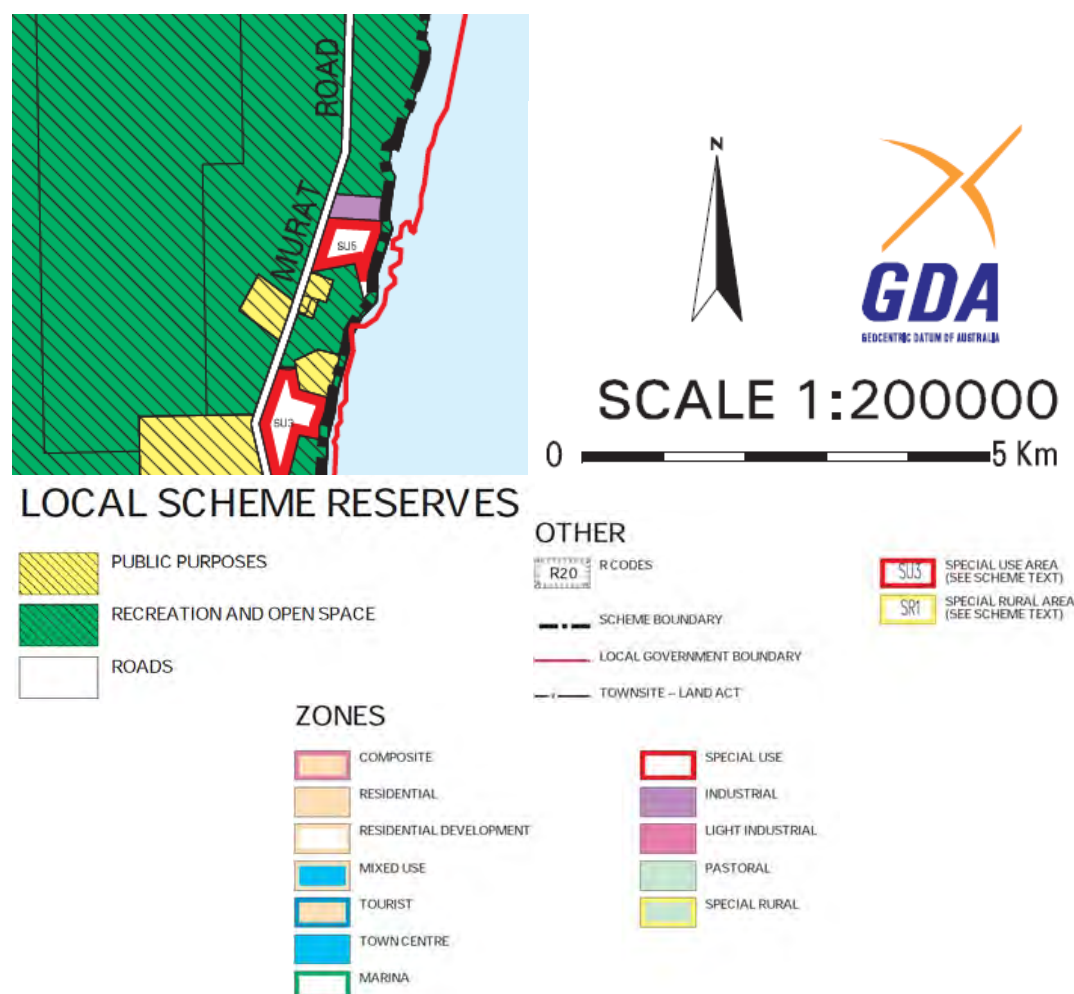 MURAT ROAD
SU5
SU3
N
GDA
GEOCENTRIC DATUM OF AUSTRALIA
SCALE 1:200000
0 5 Km
LOCAL SCHEME RESERVES
PUBLIC PURPOSES
RECREATION AND OPEN SPACE
ROADS
OTHER
R20
R CODES
SCHEME BOUNDARY
LOCAL GOVERNMENT BOUNDARY
TOWNSITE – LAND ACT
SU3
SPECIAL USE AREA
(SEE SCHEME TEXT)
SR1
SPECIAL RURAL AREA
(SEE SCHEME TEXT)
ZONES
COMPOSITE
RESIDENTIAL
RESIDENTIAL DEVELOPMENT
MIXED USE
TOURIST
TOWN CENTRE
MARINA
SPECIAL USE
INDUSTRIAL
LIGHT INDUSTRIAL
PASTORAL
SPECIAL RURAL